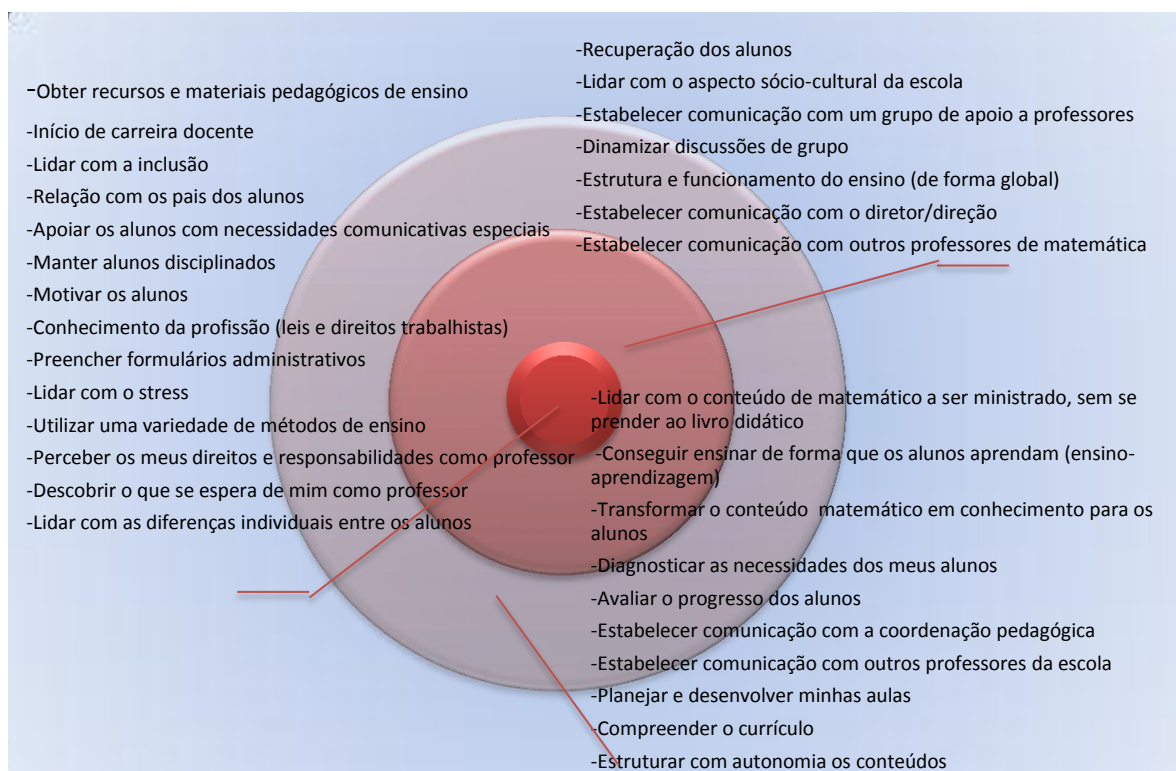 -Obter recursos e materiais pedagógicos de ensino
-Início de carreira docente
-Lidar com a inclusão
-Relação com os pais dos alunos
-Apoiar os alunos com necessidades comunicativas especiais
-Manter alunos disciplinados
-Motivar os alunos
-Conhecimento da profissão (leis e direitos trabalhistas)
-Preencher formulários administrativos
-Lidar com o stress
-Utilizar uma variedade de métodos de ensino
-Perceber os meus direitos e responsabilidades como professor
-Descobrir o que se espera de mim como professor
-Lidar com as diferenças individuais entre os alunos
-Recuperação dos alunos
-Lidar com o aspecto sócio-cultural da escola
-Estabelecer comunicação com um grupo de apoio a professores
-Dinamizar discussões de grupo
-Estrutura e funcionamento do ensino (de forma global)
-Estabelecer comunicação com o diretor/direção
-Estabelecer comunicação com outros professores de matemática
-Lidar com o conteúdo de matemático a ser ministrado, sem se
prender ao livro didático
-Conseguir ensinar de forma que os alunos aprendam (ensino-
aprendizagem)
-Transformar o conteúdo matemático em conhecimento para os
alunos
-Diagnosticar as necessidades dos meus alunos
-Avaliar o progresso dos alunos
-Estabelecer comunicação com a coordenação pedagógica
-Estabelecer comunicação com outros professores da escola
-Planejar e desenvolver minhas aulas
-Compreender o currículo
-Estruturar com autonomia os conteúdos